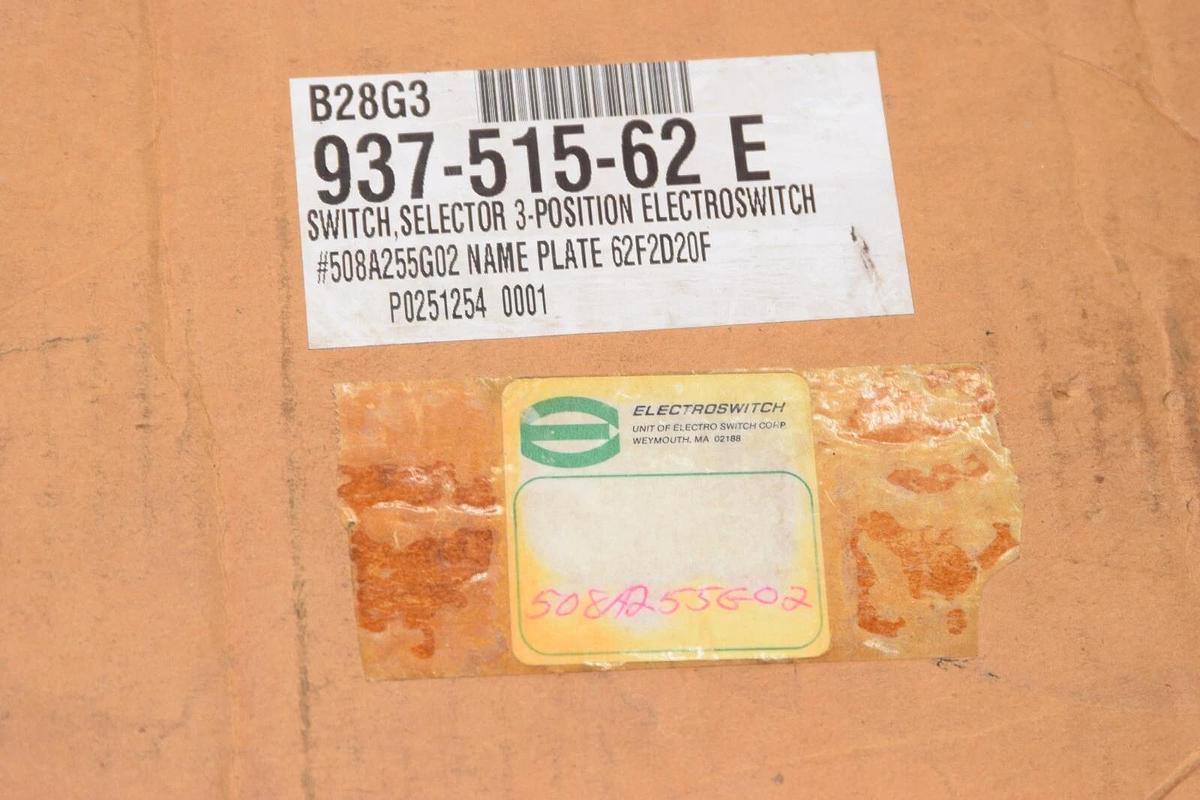 B28G3
937-515-62 E
SWITCH,SELECTOR 3-POSITION ELECTROSWITCH
#508A255G02 NAME PLATE 62F2D20F
P0251254 0001
ELECTROSWITCH
UNIT OF ELECTRO SWITCH CORP.
WEYMOUTH, MA 02188
508A255G02